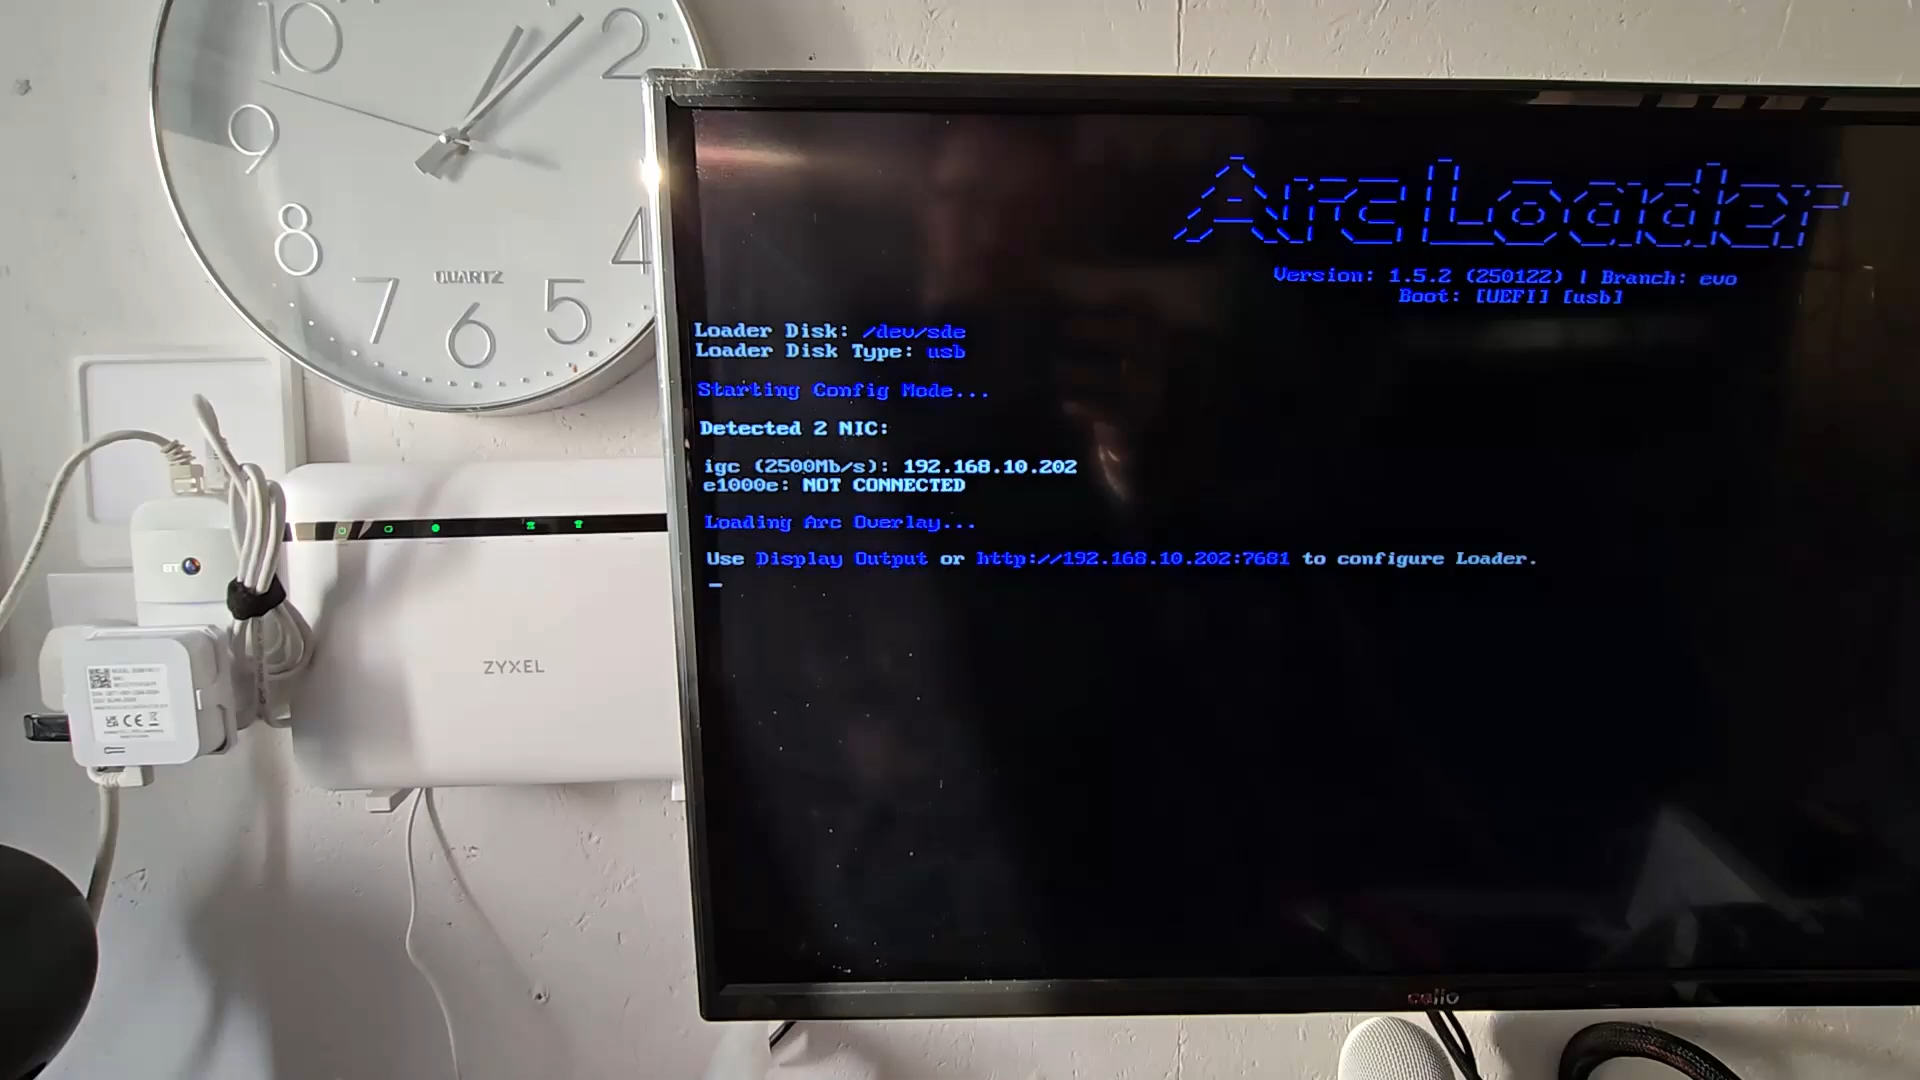 10
2
9
8
4
7
6
5
QUARTZ
BT
ZYXEL
Arc Loader
Version: 1.5.2 (250122) | Branch: evo
Boot: [UEFI] [usb]
Loader Disk: /dev/sde
Loader Disk Type: usb
Starting Config Mode...
Detected 2 NIC:
igc (2500Mb/s): 192.168.10.202
e1000e: NOT CONNECTED
Loading Arc Overlay...
Use Display Output or http://192.168.10.202:7681 to configure Loader.
cello